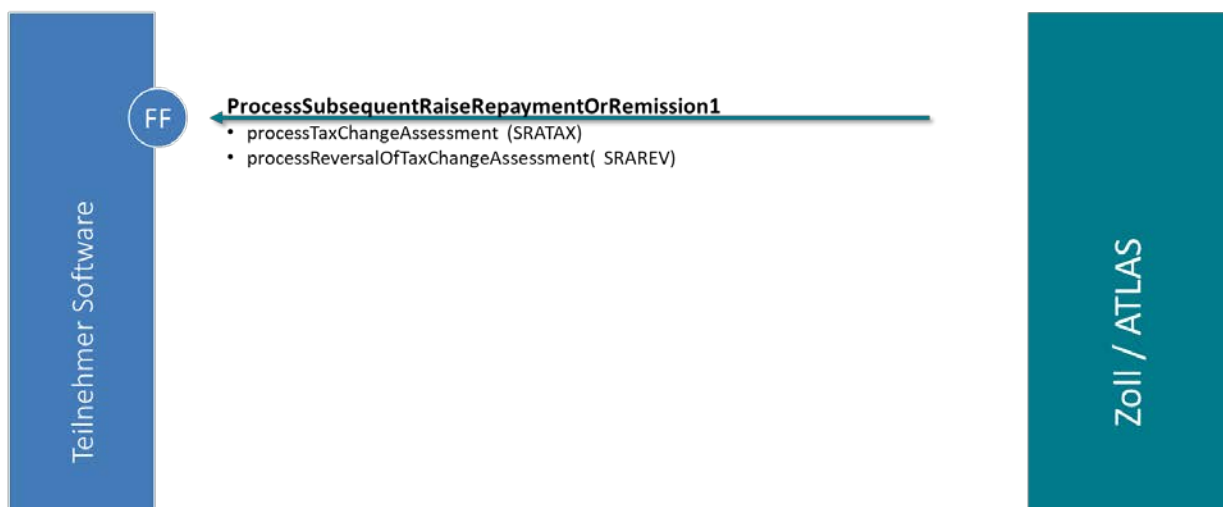 ProcessSubsequentRaiseRepaymentOrRemission1
FF
• processTaxChangeAssessment (SRATAX)
• processReversalOfTaxChangeAssessment( SRAREV)
Teilnehmer Software
Zoll / ATLAS